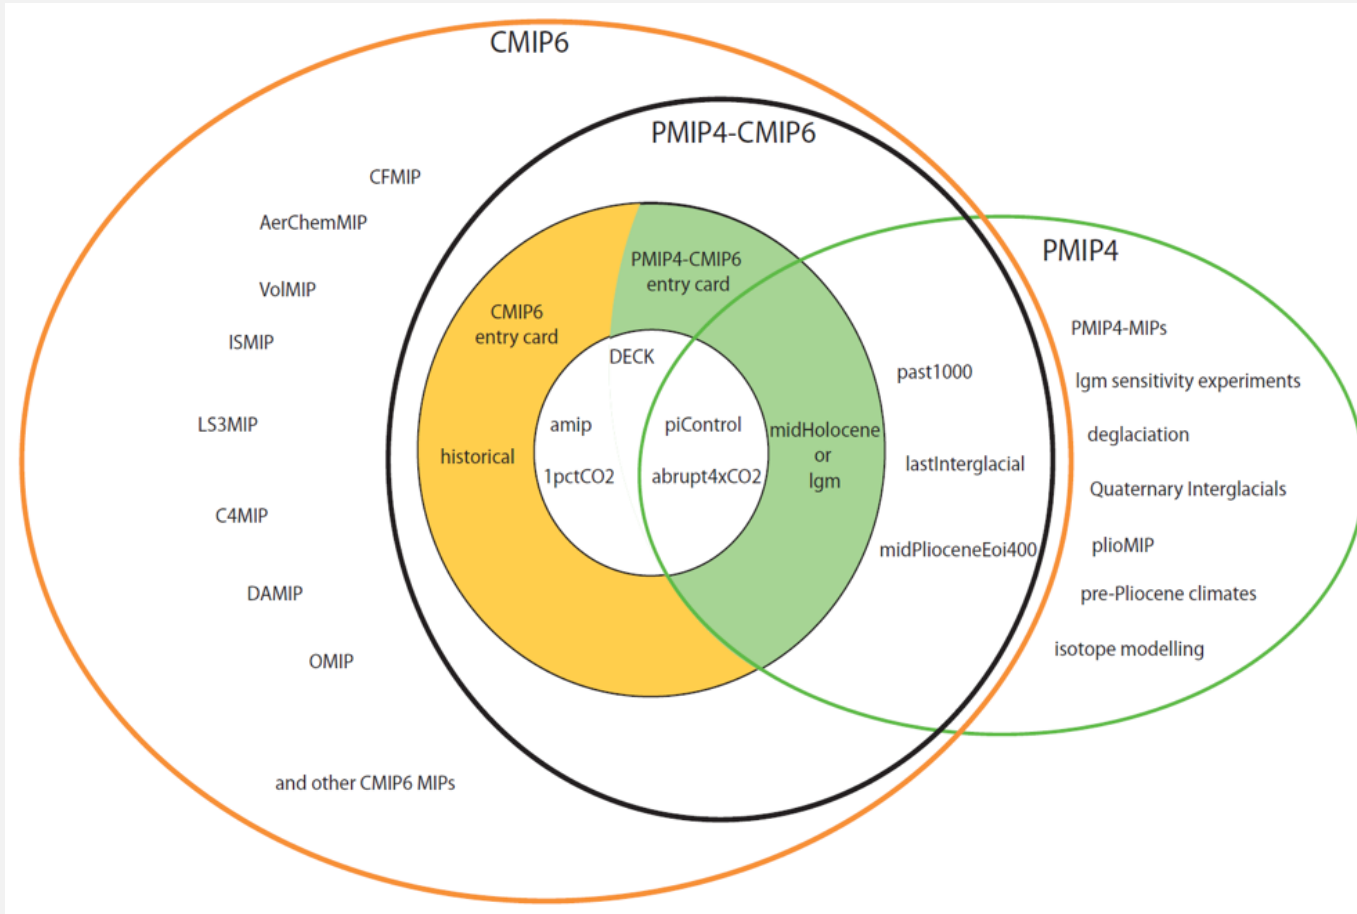 CMIP6
PMIP4-CMIP6
CFMIP
AerChemMIP
VolMIP
ISMIP
LS3MIP
C4MIP
DAMIP
OMIP
and other CMIP6 MIPs
CMIP6
entry card
historical
PMIP4-CMIP6
entry card
DECK
amip
1pctCO2
piControl
abrupt4xCO2
midHolocene
or
lgm
past1000
lastInterglacial
midPlioceneEoi400
PMIP4
PMIP4-MIPs
lgm sensitivity experiments
deglaciation
Quaternary Interglacials
plioMIP
pre-Pliocene climates
isotope modelling